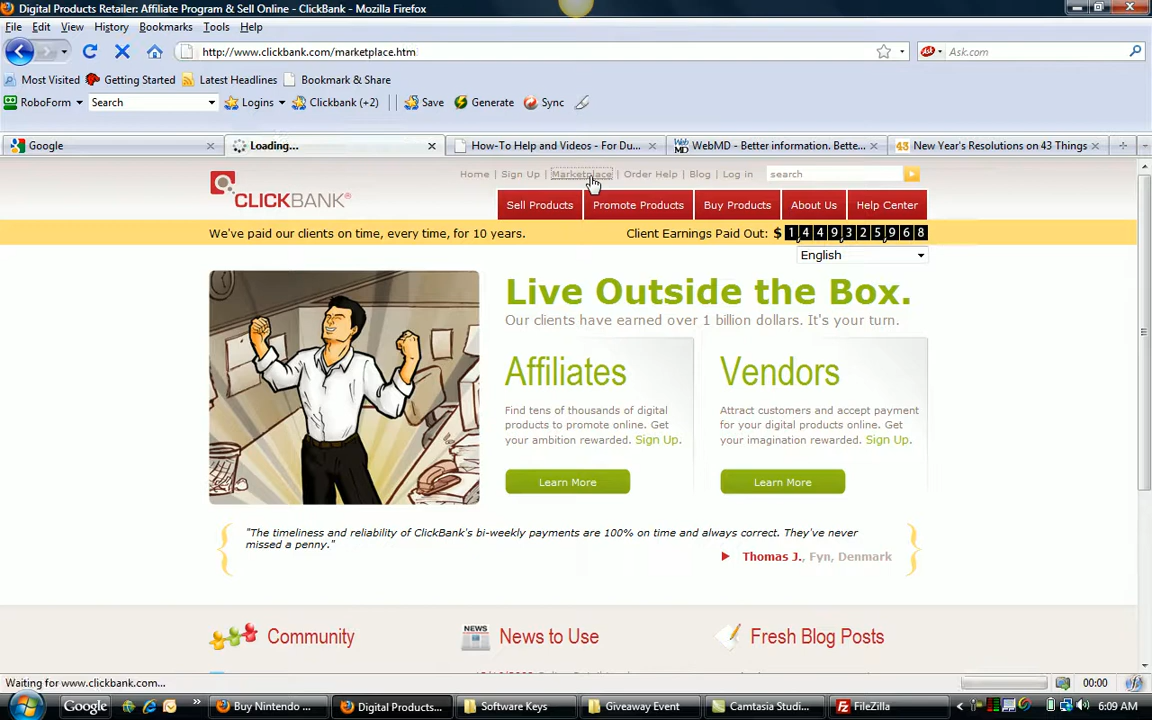 Digital Products Retailer: Affiliate Program & Sell Online - ClickBank - Mozilla Firefox
File Edit View History Bookmarks Tools Help
http://www.clickbank.com/marketplace.htm
Ask.com
Most Visited Getting Started Latest Headlines Bookmark & Share
RoboForm Search Logins Clickbank (+2) Save Generate Sync
Google Loading... How-To Help and Videos - For Du... WebMD - Better information. Bette... 43 New Year's Resolutions on 43 Things
Home | Sign Up | Marketplace | Order Help | Blog | Log in search
CLICKBANK®
Sell Products Promote Products Buy Products About Us Help Center
We've paid our clients on time, every time, for 10 years. Client Earnings Paid Out: $ 1,449,325,968
English
Live Outside the Box.
Our clients have earned over 1 billion dollars. It's your turn.
Affiliates
Find tens of thousands of digital
products to promote online. Get
your ambition rewarded. Sign Up.
Learn More
Vendors
Attract customers and accept payment
for your digital products online. Get
your imagination rewarded. Sign Up.
Learn More
"The timeliness and reliability of ClickBank's bi-weekly payments are 100% on time and always correct. They've never
missed a penny."
Thomas J., Fyn, Denmark
Community
NEWS News to Use
Fresh Blog Posts
Waiting for www.clickbank.com... 00:00
Google Buy Nintendo ... Digital Products... Software Keys Giveaway Event Camtasia Studi... FileZilla 6:09 AM